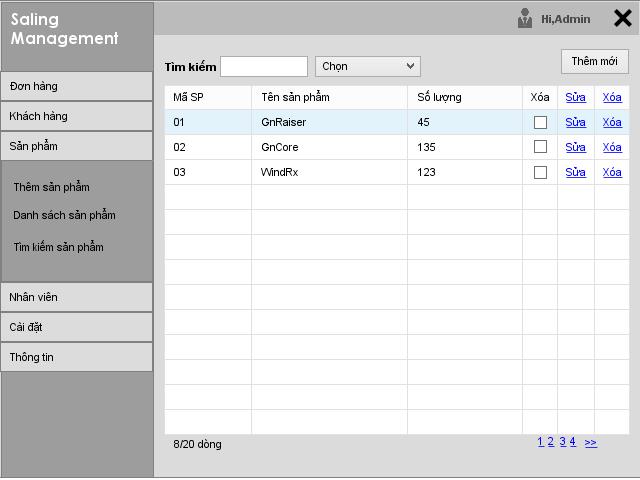 Saling
Management
Hi,Admin
Đơn hàng
Khách hàng
Sản phẩm
Thêm sản phẩm
Danh sách sản phẩm
Tìm kiếm sản phẩm
Nhân viên
Cài đặt
Thông tin
Tìm kiếm Chọn Thêm mới
Mã SP Tên sản phẩm Số lượng Xóa Sửa Xóa
01 GnRaiser 45 Sửa Xóa
02 GnCore 135 Sửa Xóa
03 WindRx 123 Sửa Xóa
8/20 dòng 1 2 3 4 >>